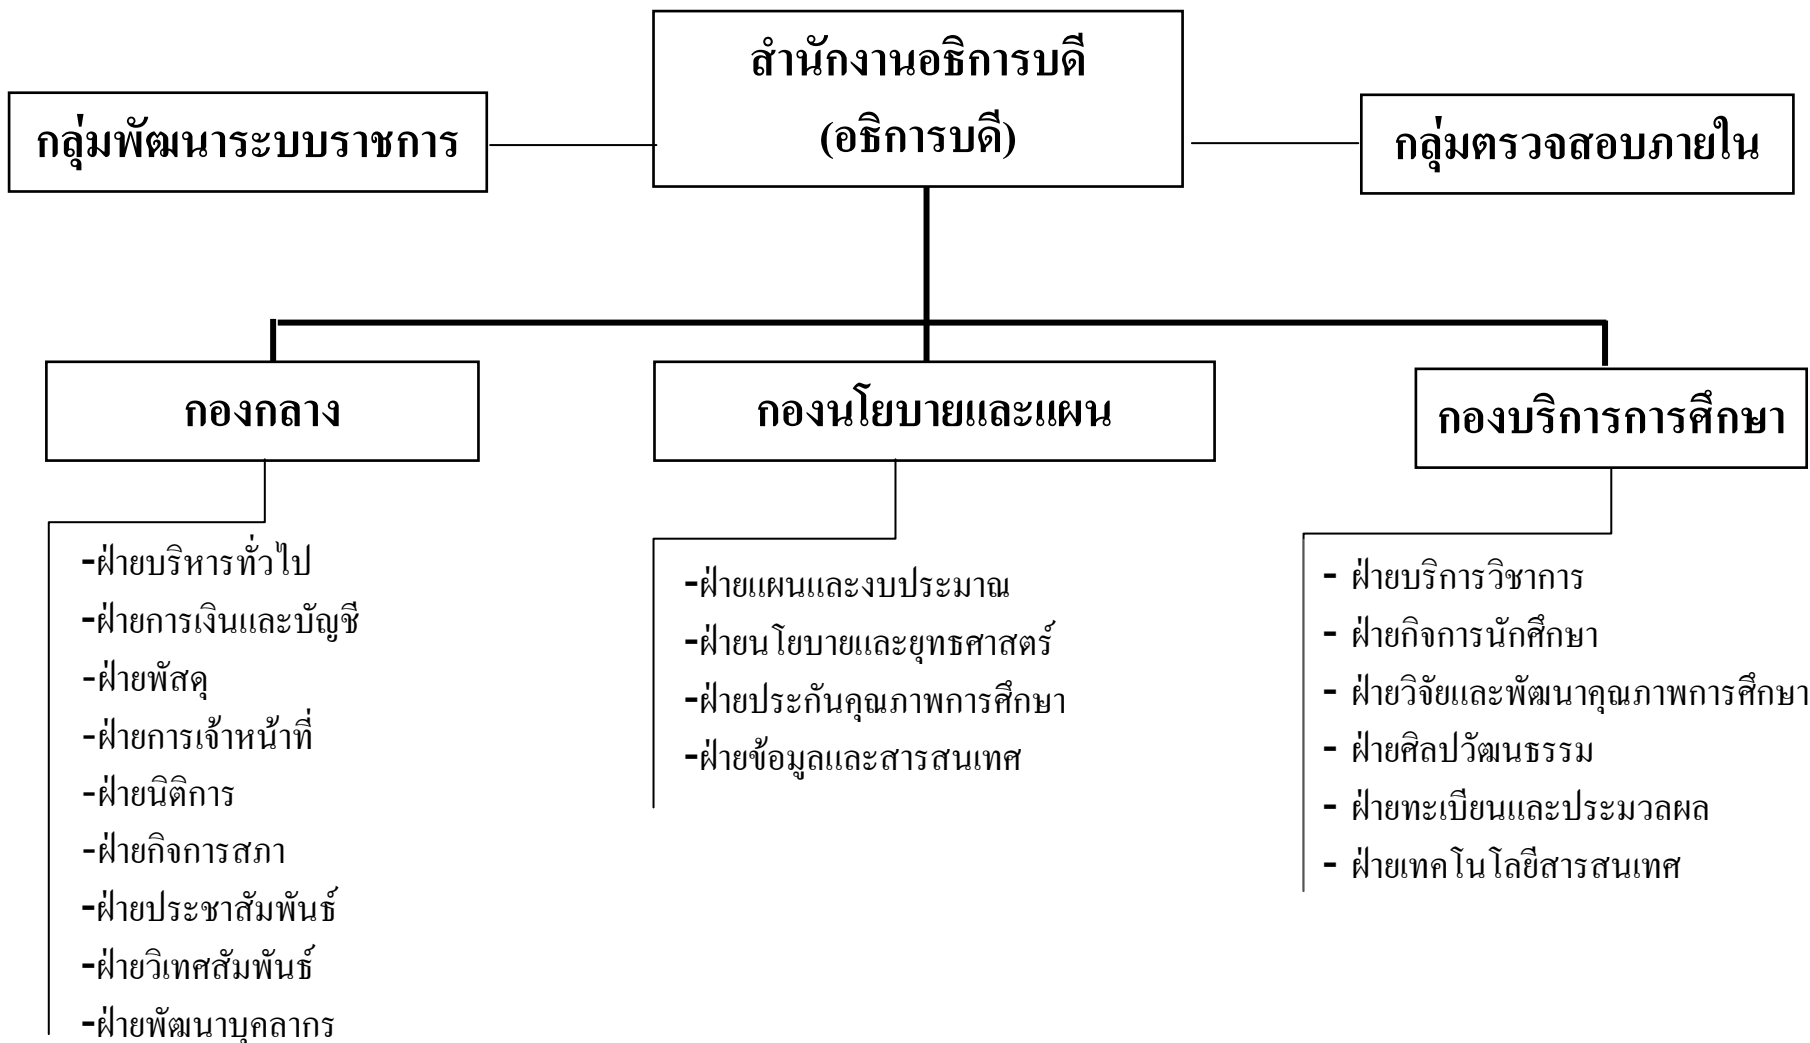 สำนักงานอธิการบดี
(อธิการบดี)
กลุ่มพัฒนาระบบราชการ
กลุ่มตรวจสอบภายใน
กองกลาง
-ฝ่ายบริหารทั่วไป
-ฝ่ายการเงินและบัญชี
-ฝ่ายพัสดุ
-ฝ่ายการเจ้าหน้าที่
-ฝ่ายนิติการ
-ฝ่ายกิจการสภา
-ฝ่ายประชาสัมพันธ์
-ฝ่ายวิเทศสัมพันธ์
-ฝ่ายพัฒนาบุคลากร
กองนโยบายและแผน
-ฝ่ายแผนและงบประมาณ
-ฝ่ายนโยบายและยุทธศาสตร์
-ฝ่ายประกันคุณภาพการศึกษา
-ฝ่ายข้อมูลและสารสนเทศ
กองบริการการศึกษา
- ฝ่ายบริการวิชาการ
- ฝ่ายกิจการนักศึกษา
- ฝ่ายวิจัยและพัฒนาคุณภาพการศึกษา
- ฝ่ายศิลปวัฒนธรรม
- ฝ่ายทะเบียนและประมวลผล
- ฝ่ายเทคโนโลยีสารสนเทศ